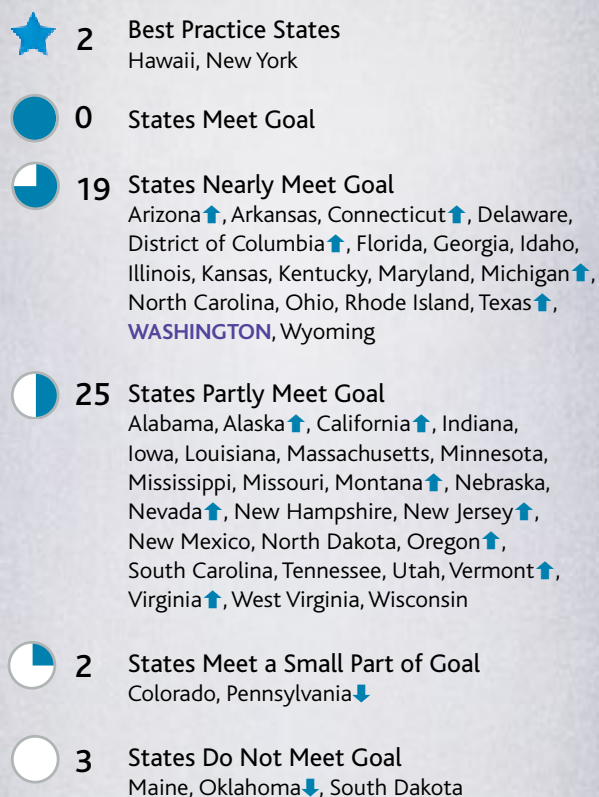 2 Best Practice States
Hawaii, New York
0 States Meet Goal
19 States Nearly Meet Goal
Arizona⬆, Arkansas, Connecticut⬆, Delaware,
District of Columbia⬆, Florida, Georgia, Idaho,
Illinois, Kansas, Kentucky, Maryland, Michigan⬆,
North Carolina, Ohio, Rhode Island, Texas⬆,
WASHINGTON, Wyoming
25 States Partly Meet Goal
Alabama, Alaska⬆, California⬆, Indiana,
Iowa, Louisiana, Massachusetts, Minnesota,
Mississippi, Missouri, Montana⬆, Nebraska,
Nevada⬆, New Hampshire, New Jersey⬆,
New Mexico, North Dakota, Oregon⬆,
South Carolina, Tennessee, Utah, Vermont⬆,
Virginia⬆, West Virginia, Wisconsin
2 States Meet a Small Part of Goal
Colorado, Pennsylvania⬇
3 States Do Not Meet Goal
Maine, Oklahoma⬇, South Dakota